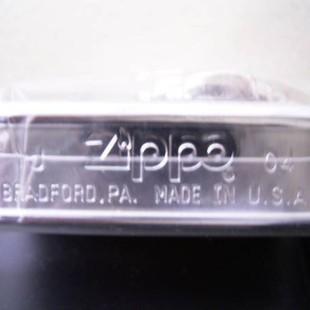 J Zippo 04
BRADFORD, PA. MADE IN U.S.A